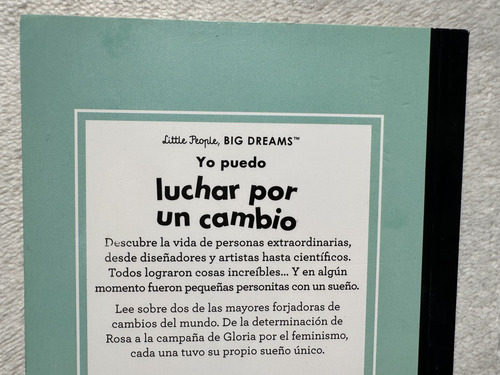 Little People, BIG DREAMS™
Yo puedo
luchar por
un cambio
Descubre la vida de personas extraordinarias,
desde diseñadores y artistas hasta científicos.
Todos lograron cosas increíbles... Y en algún
momento fueron pequeñas personitas con un sueño.
Lee sobre dos de las mayores forjadoras de
cambios del mundo. De la determinación de
Rosa a la campaña de Gloria por el feminismo,
cada una tuvo su propio sueño único.